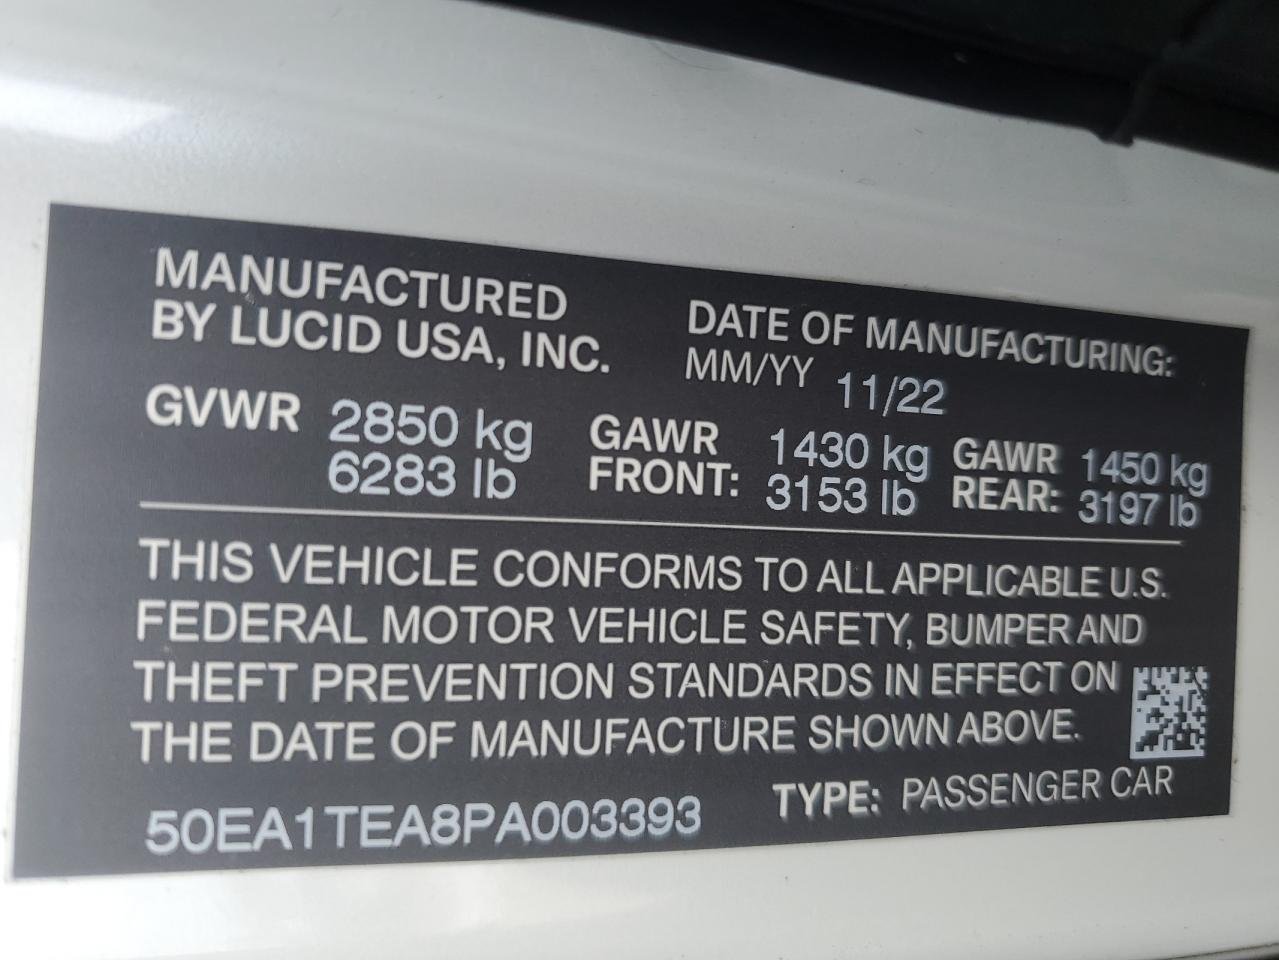 MANUFACTURED
BY LUCID USA, INC.
DATE OF MANUFACTURING:
MM/YY 11/22
GVWR 2850 kg
6283 lb
GAWR
FRONT: 1430 kg
3153 lb
GAWR
REAR: 1450 kg
3197 lb
THIS VEHICLE CONFORMS TO ALL APPLICABLE U.S.
FEDERAL MOTOR VEHICLE SAFETY, BUMPER AND
THEFT PREVENTION STANDARDS IN EFFECT ON
THE DATE OF MANUFACTURE SHOWN ABOVE.
50EA1TEA8PA003393
TYPE: PASSENGER CAR